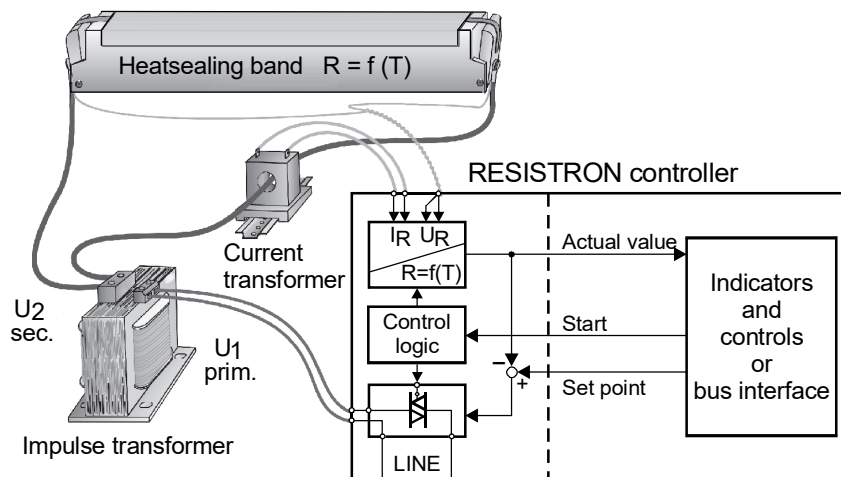 Heatsealing band R = f (T)
RESISTRON controller
Current
transformer
IR UR
R=f(T)
Actual value
Indicators
and
controls
or
bus interface
U2
sec.
U1
prim.
Control
logic
Start
−
+
Set point
Impulse transformer
LINE